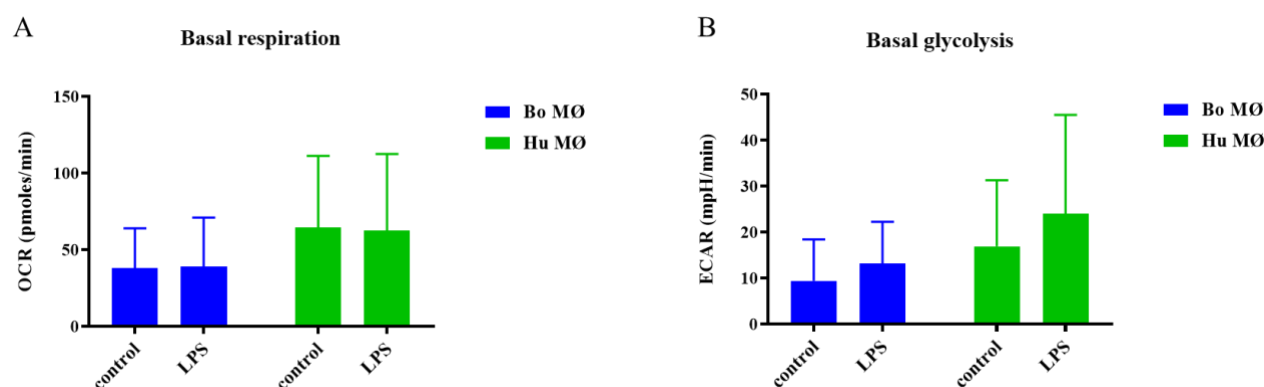 A
Basal respiration
OCR (pmoles/min)
150
100
50
0
control
LPS
control
LPS
Bo MØ
Hu MØ
B
Basal glycolysis
ECAR (mpH/min)
50
40
30
20
10
0
control
LPS
control
LPS
Bo MØ
Hu MØ